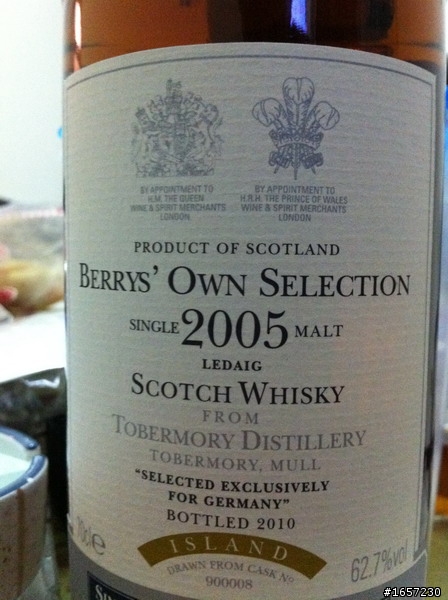 BY APPOINTMENT TO
H.M. THE QUEEN
WINE & SPIRIT MERCHANTS
LONDON
BY APPOINTMENT TO
H.R.H. THE PRINCE OF WALES
WINE & SPIRIT MERCHANTS
LONDON
PRODUCT OF SCOTLAND
BERRYS' OWN SELECTION
SINGLE 2005 MALT
LEDAIG
SCOTCH WHISKY
FROM
TOBERMORY DISTILLERY
TOBERMORY, MULL
"SELECTED EXCLUSIVELY
FOR GERMANY"
BOTTLED 2010
70cl e
ISLAND
DRAWN FROM CASK No
900008
62.7%vol
#1657230